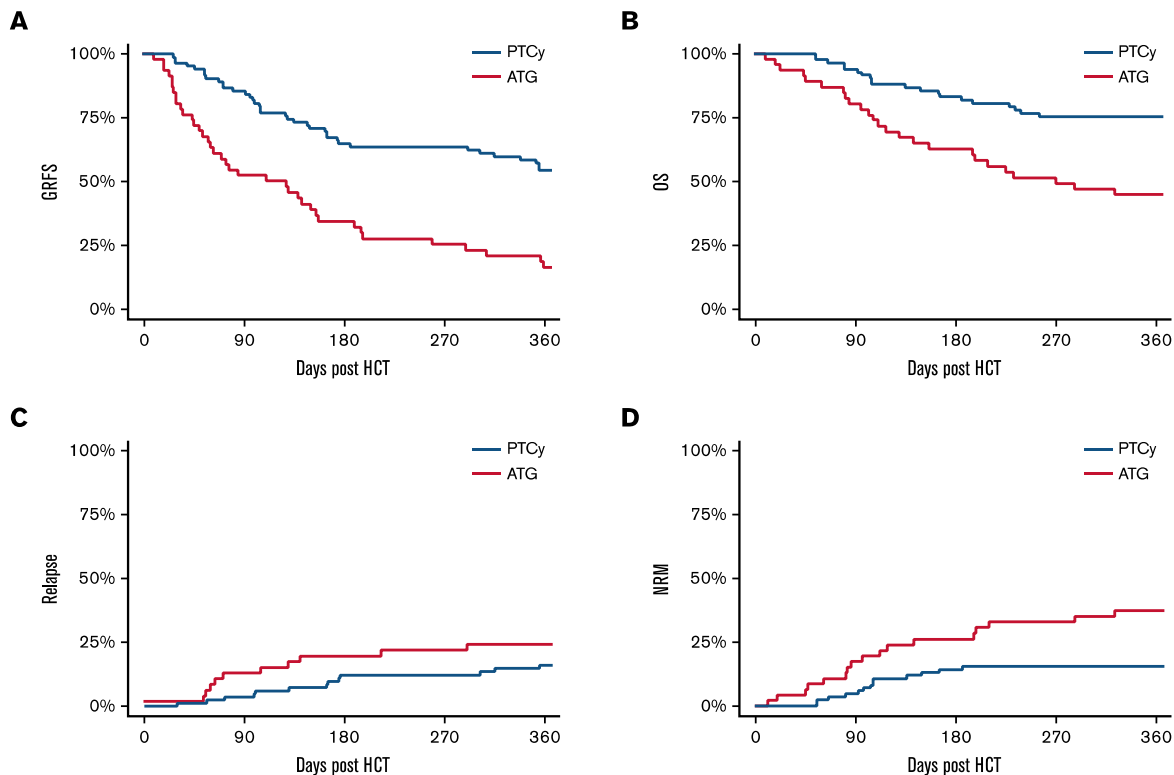 A
100%
75%
50%
25%
0%
GRFS
0 90 180 270 360
Days post HCT
PTCy
ATG
B
100%
75%
50%
25%
0%
OS
0 90 180 270 360
Days post HCT
PTCy
ATG
C
100%
75%
50%
25%
0%
Relapse
0 90 180 270 360
Days post HCT
PTCy
ATG
D
100%
75%
50%
25%
0%
NRM
0 90 180 270 360
Days post HCT
PTCy
ATG